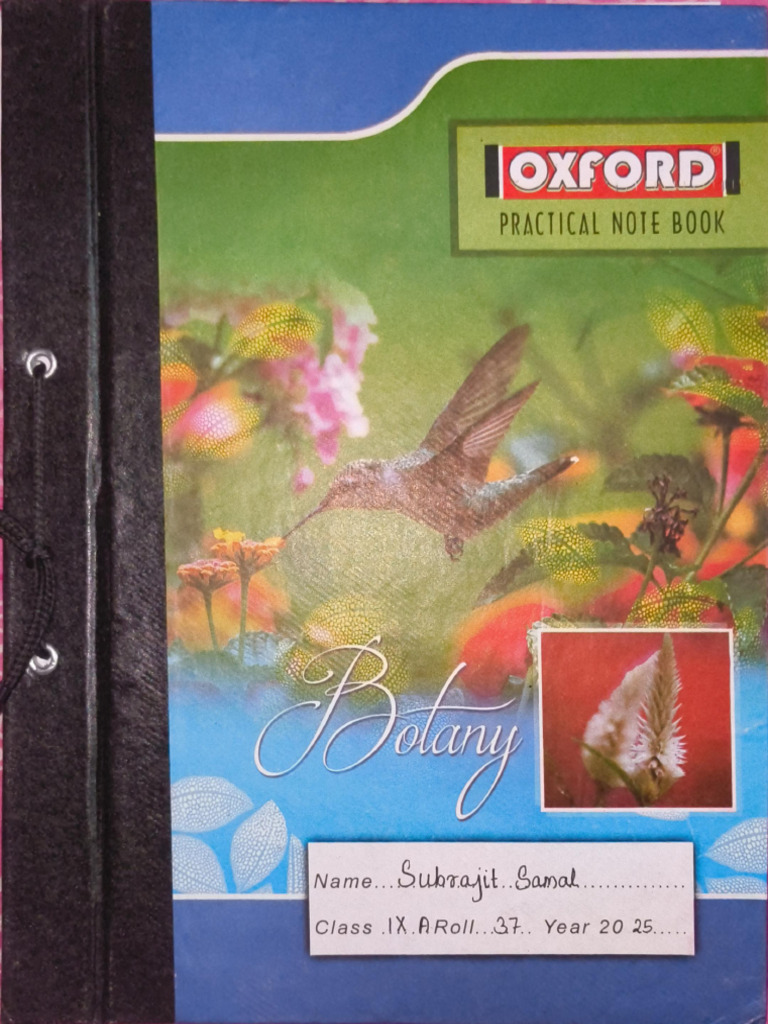 OXFORD®
PRACTICAL NOTE BOOK
Botany
Name...Subrajit..Samal..............
Class .IX.A Roll...37.. Year 20 25.....